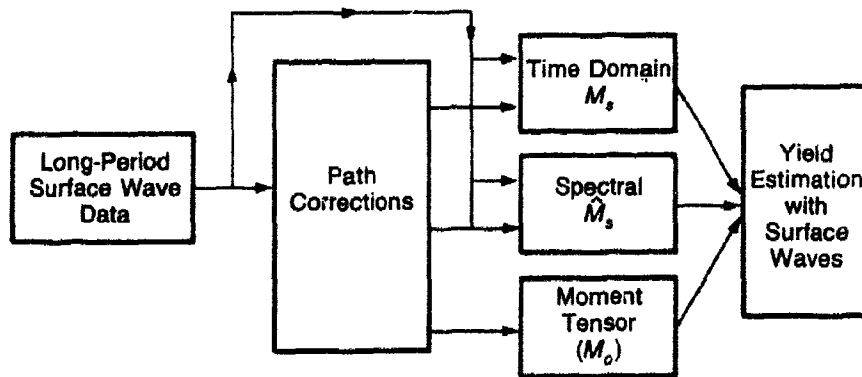 Long-Period
Surface Wave
Data
Path
Corrections
Time Domain
M_s
Spectral
M̂_s
Moment
Tensor
(M_o)
Yield
Estimation
with
Surface
Waves